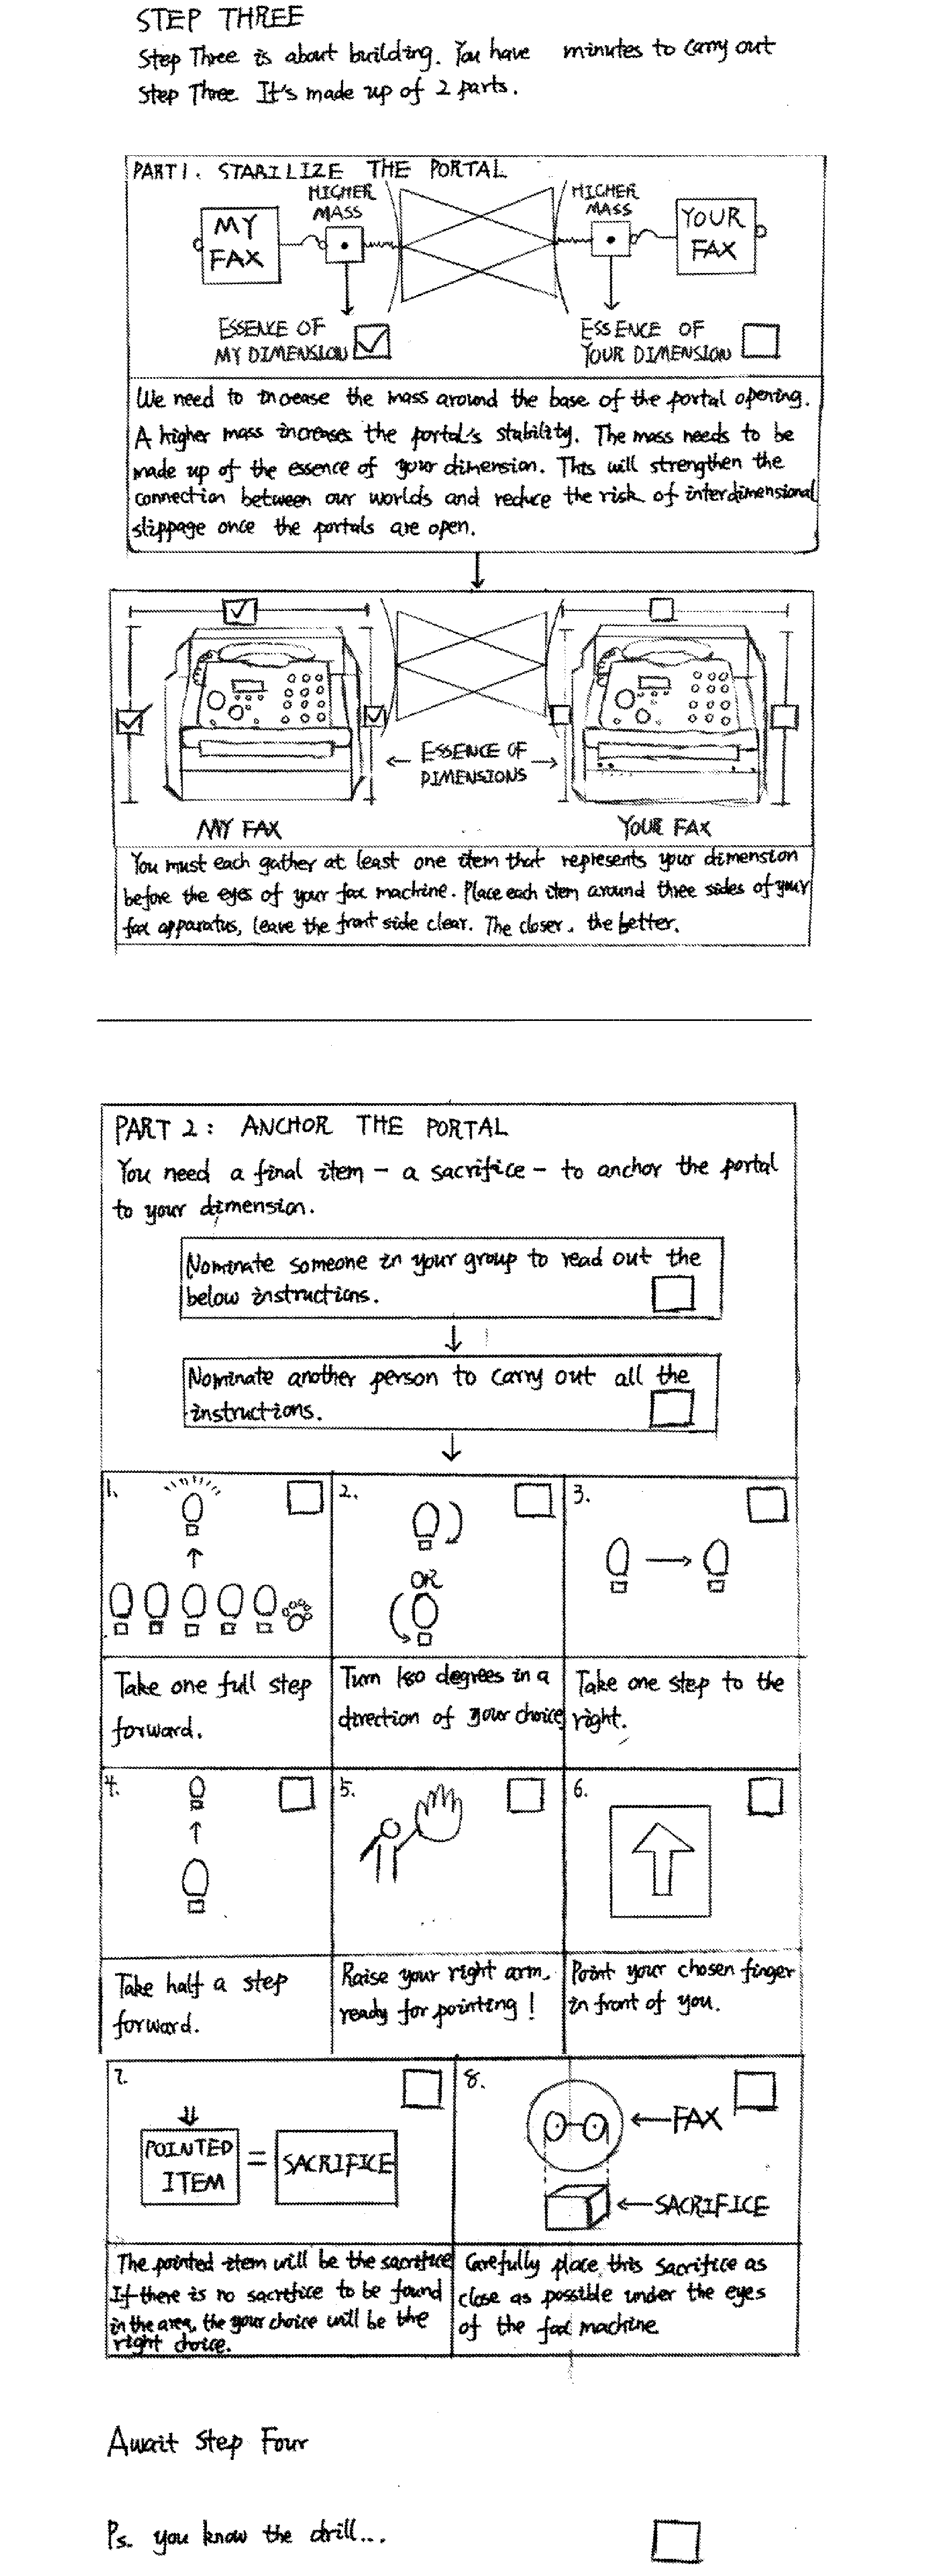 STEP THREE
Step Three is about building. You have minutes to carry out
Step Three. It's made up of 2 parts.
PART 1. STABILIZE THE PORTAL
HIGHER
MASS
HIGHER
MASS
MY
FAX
YOUR
FAX
ESSENCE OF
MY DIMENSION
ESSENCE OF
YOUR DIMENSION
We need to increase the mass around the base of the portal opening.
A higher mass increases the portal's stability. The mass needs to be
made up of the essence of your dimension. This will strengthen the
connection between our worlds and reduce the risk of interdimensional
slippage once the portals are open.
ESSENCE OF
DIMENSIONS
MY FAX
YOUR FAX
You must each gather at least one item that represents your dimension
before the eyes of your fax machine. Place each item around three sides of your
fax apparatus, leave the front side clear. The closer, the better.
PART 2: ANCHOR THE PORTAL
You need a final item - a sacrifice - to anchor the portal
to your dimension.
Nominate someone in your group to read out the
below instructions.
Nominate another person to carry out all the
instructions.
1.
Take one full step
forward.
2.
OR
Turn 180 degrees in a
direction of your choice
3.
Take one step to the
right.
4.
Take half a step
forward.
5.
Raise your right arm,
ready for pointing!
6.
Point your chosen finger
in front of you.
7.
POINTED
ITEM
=
SACRIFICE
The pointed item will be the sacrifice
If there is no sacrifice to be found
in the area, the your choice will be the
right choice.
8.
FAX
SACRIFICE
Carefully place this sacrifice as
close as possible under the eyes
of the fax machine.
Await Step Four
Ps. you know the drill...